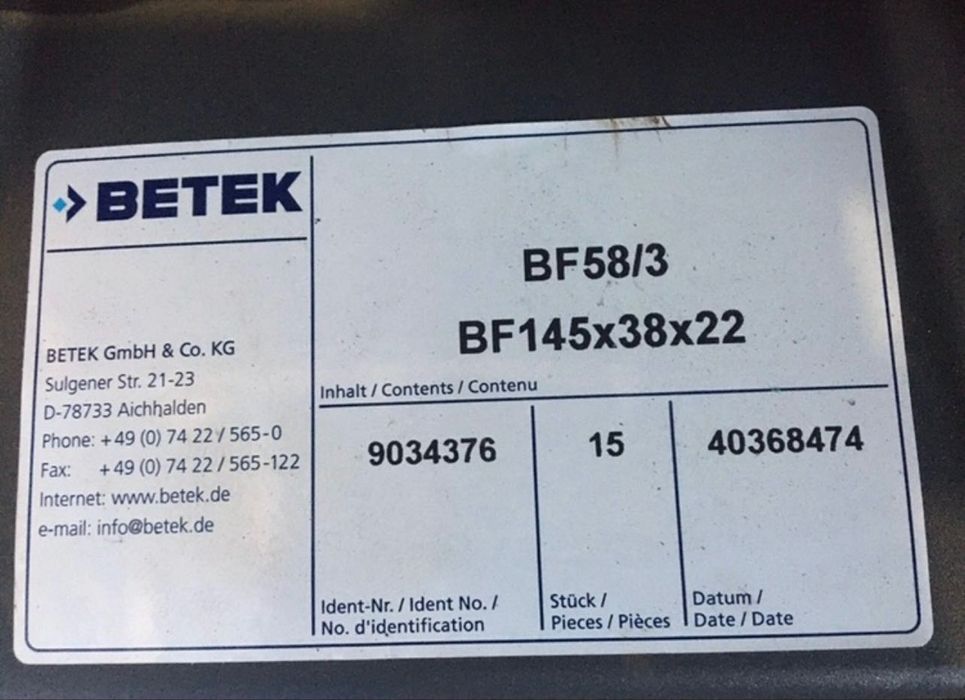 BETEK
BETEK GmbH & Co. KG
Sulgener Str. 21-23
D-78733 Aichhalden
Phone: +49 (0) 74 22 / 565-0
Fax: +49 (0) 74 22 / 565-122
Internet: www.betek.de
e-mail: info@betek.de
BF58/3
BF145x38x22
Inhalt / Contents / Contenu
9034376
Ident-Nr. / Ident No. /
No. d'identification
15
Stück /
Pieces / Pièces
40368474
Datum /
Date / Date